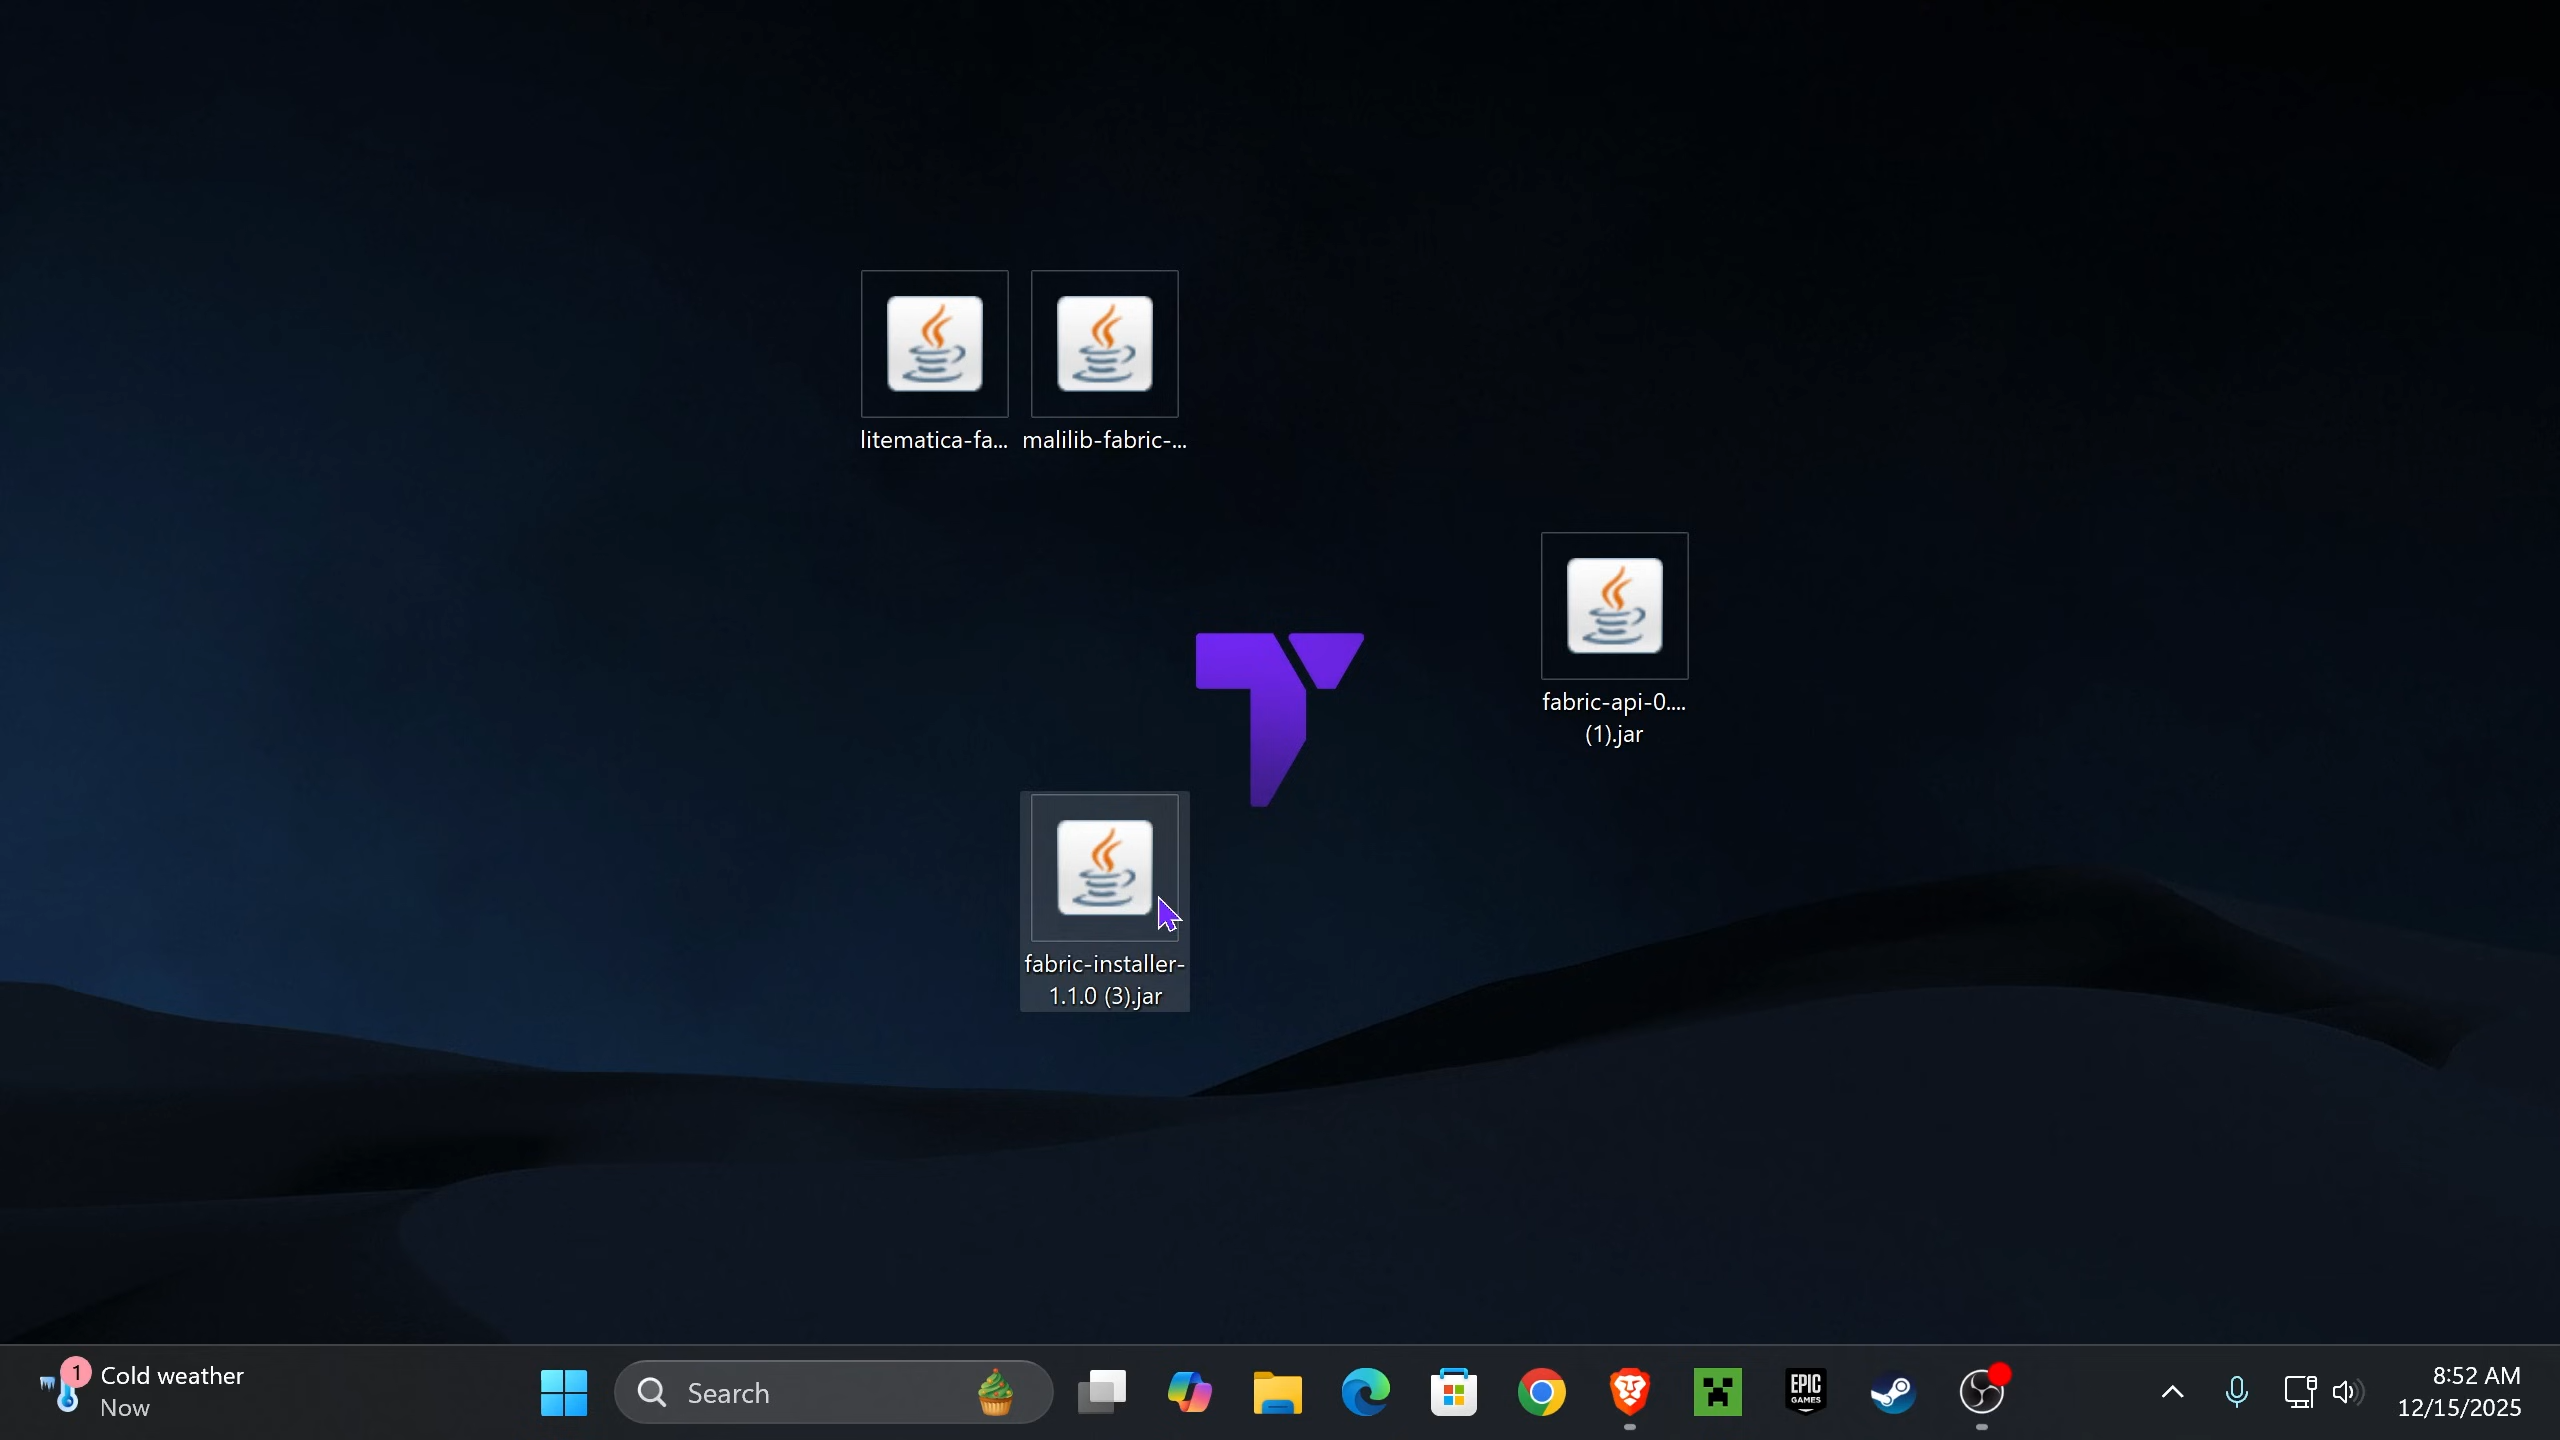 litematica-fa...
malilib-fabric-...
fabric-api-0....
(1).jar
fabric-installer-
1.1.0 (3).jar
1
Cold weather
Now
Search
EPIC
GAMES
8:52 AM
12/15/2025